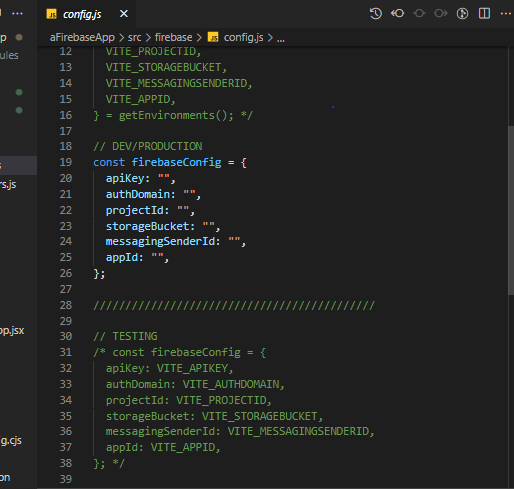 config.js
aFirebaseApp > src > firebase > config.js > ...
12 VITE_PROJECTID,
13 VITE_STORAGEBUCKET,
14 VITE_MESSAGINGSENDERID,
15 VITE_APPID,
16 } = getEnvironments(); */
17
18 // DEV/PRODUCTION
19 const firebaseConfig = {
20 apiKey: "",
21 authDomain: "",
22 projectId: "",
23 storageBucket: "",
24 messagingSenderId: "",
25 appId: "",
26 };
27
28 ////////////////////////////////////////////
29
30 // TESTING
31 /* const firebaseConfig = {
32 apiKey: VITE_APIKEY,
33 authDomain: VITE_AUTHDOMAIN,
34 projectId: VITE_PROJECTID,
35 storageBucket: VITE_STORAGEBUCKET,
36 messagingSenderId: VITE_MESSAGINGSENDERID,
37 appId: VITE_APPID,
38 }; */
39
p
ules
s
rs.js
op.jsx
g.cjs
on